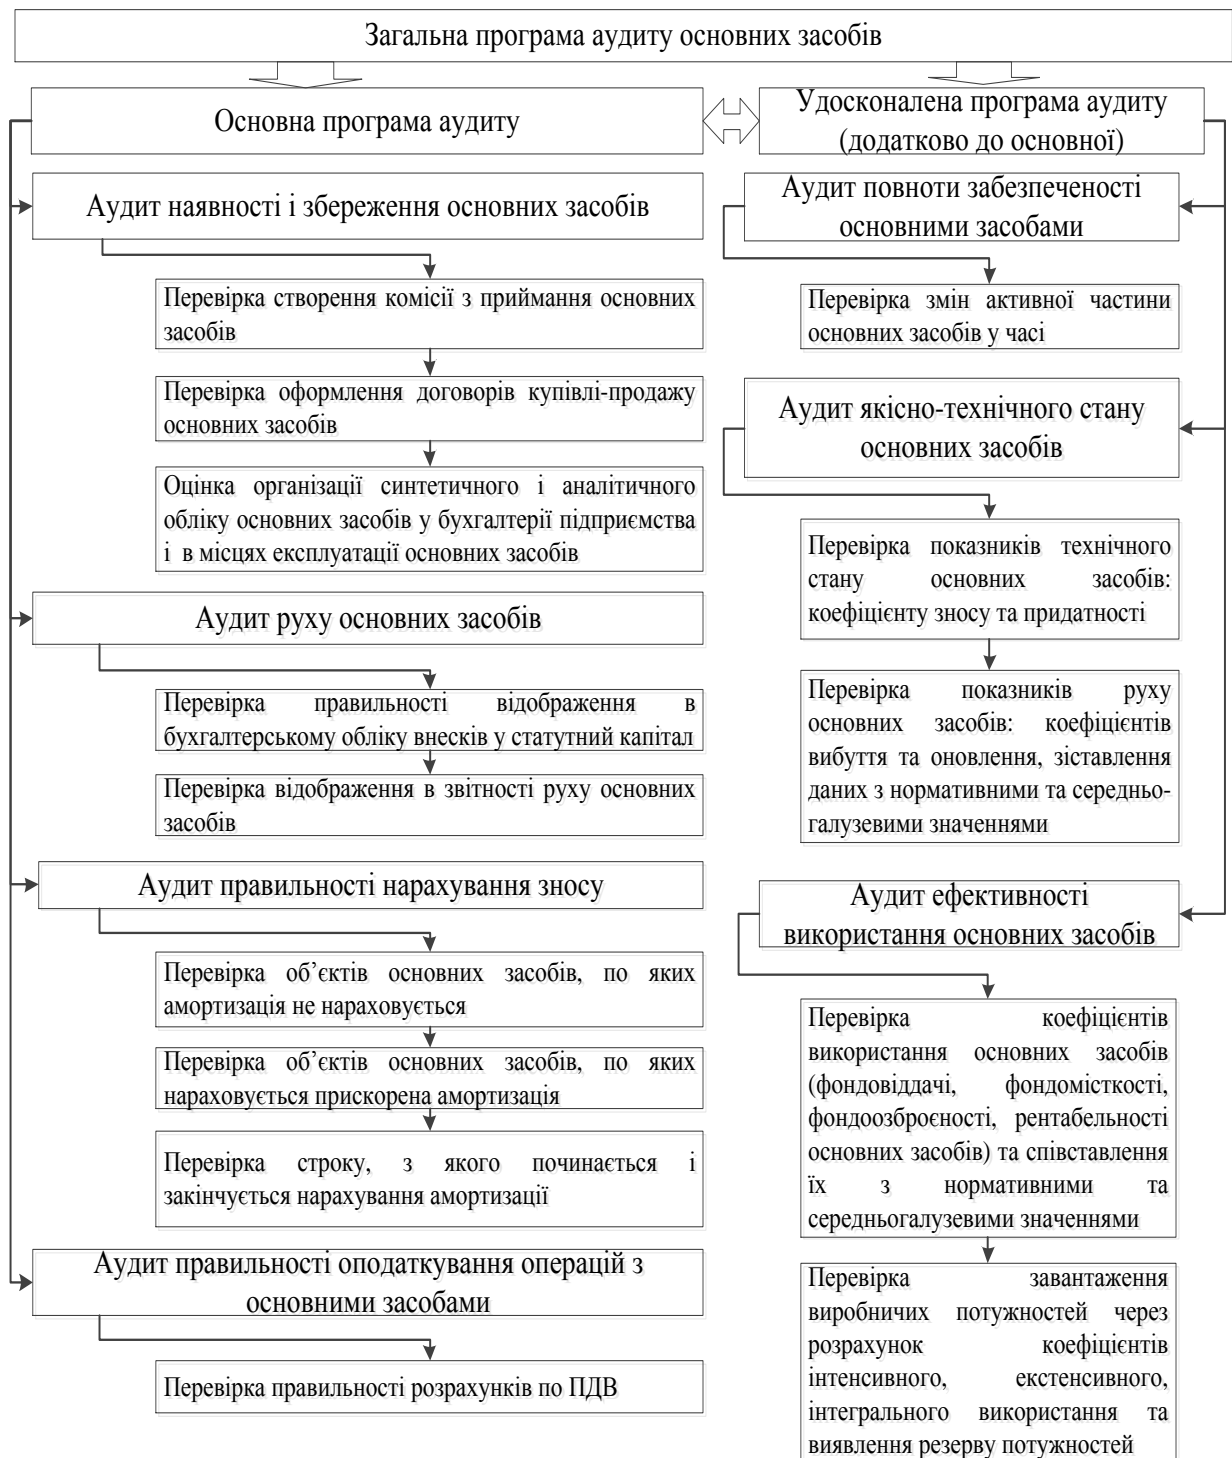 Загальна програма аудиту основних засобів
Основна програма аудиту
Удосконалена програма аудиту
(додатково до основної)
Аудит наявності і збереження основних засобів
Перевірка створення комісії з приймання основних
засобів
Перевірка оформлення договорів купівлі-продажу
основних засобів
Оцінка організації синтетичного і аналітичного
обліку основних засобів у бухгалтерії підприємства
і в місцях експлуатації основних засобів
Аудит руху основних засобів
Перевірка правильності відображення в
бухгалтерському обліку внесків у статутний капітал
Перевірка відображення в звітності руху основних
засобів
Аудит правильності нарахування зносу
Перевірка об’єктів основних засобів, по яких
амортизація не нараховується
Перевірка об’єктів основних засобів, по яких
нараховується прискорена амортизація
Перевірка строку, з якого починається і
закінчується нарахування амортизації
Аудит правильності оподаткування операцій з
основними засобами
Перевірка правильності розрахунків по ПДВ
Аудит повноти забезпеченості
основними засобами
Перевірка змін активної частини
основних засобів у часі
Аудит якісно-технічного стану
основних засобів
Перевірка показників технічного
стану основних засобів:
коефіцієнту зносу та придатності
Перевірка показників руху
основних засобів: коефіцієнтів
вибуття та оновлення, зіставлення
даних з нормативними та середньо-
галузевими значеннями
Аудит ефективності
використання основних засобів
Перевірка коефіцієнтів
використання основних засобів
(фондовіддачі, фондомісткості,
фондоозброєності, рентабельності
основних засобів) та співставлення
їх з нормативними та
середньогалузевими значеннями
Перевірка завантаження
виробничих потужностей через
розрахунок коефіцієнтів
інтенсивного, екстенсивного,
інтегрального використання та
виявлення резерву потужностей